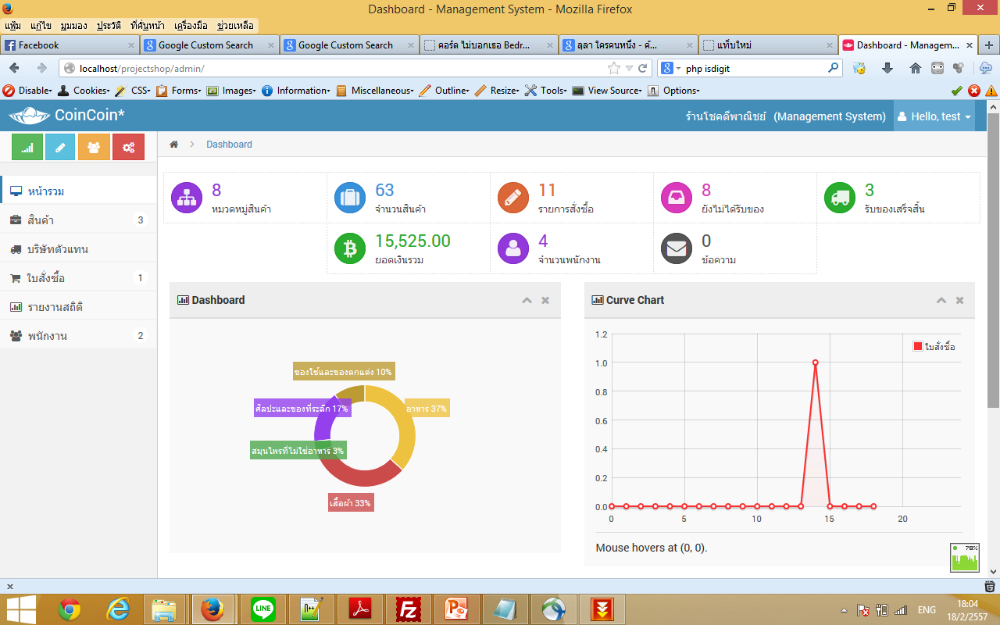 Dashboard - Management System - Mozilla Firefox
แฟ้ม แก้ไข มุมมอง ประวัติ ที่คั่นหน้า เครื่องมือ ช่วยเหลือ
Facebook Google Custom Search Google Custom Search คอร์ด ไม่บอกเธอ Bedr... ลุลา ใครคนหนึ่ง - ค้... แท็บใหม่ Dashboard - Managem...
localhost/projectshop/admin/ php isdigit
Disable Cookies CSS Forms Images Information Miscellaneous Outline Resize Tools View Source Options
CoinCoin* ร้านโชคดีพาณิชย์ (Management System) Hello, test
Dashboard
หน้ารวม
สินค้า 3
บริษัทตัวแทน
ใบสั่งซื้อ 1
รายงานสถิติ
พนักงาน 2
8
หมวดหมู่สินค้า
63
จำนวนสินค้า
11
รายการสั่งซื้อ
8
ยังไม่ได้รับของ
3
รับของเสร็จสิ้น
15,525.00
ยอดเงินรวม
4
จำนวนพนักงาน
0
ข้อความ
Dashboard
ของใช้และของตกแต่ง 10%
ศิลปะและของที่ระลึก 17%
อาหาร 37%
สมุนไพรที่ไม่ใช่อาหาร 3%
เสื้อผ้า 33%
Curve Chart
ใบสั่งซื้อ
1.2
1.0
0.8
0.6
0.4
0.2
0.0
0 5 10 15 20
Mouse hovers at (0, 0).
78%
LINE
ENG
18:04
18/2/2557